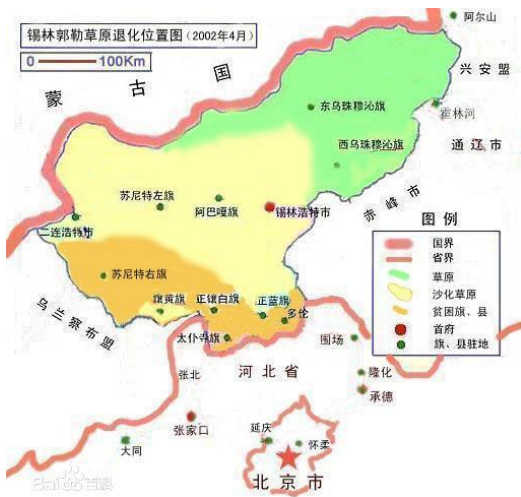 锡林郭勒草原退化位置图(2002年4月)
0 100Km
阿尔山
兴安盟
蒙古国
霍林河
东乌珠穆沁旗
通辽市
西乌珠穆沁旗
苏尼特左旗
阿巴嘎旗
锡林浩特市
赤峰市
二连浩特市
图例
国界
省界
草原
沙化草原
贫困旗、县
首府
旗、县驻地
苏尼特右旗
镶黄旗
正镶白旗
正蓝旗
多伦
乌兰察布盟
太仆寺旗
围场
张北
河北省
隆化
承德
张家口
大同
延庆
怀柔
北京市
Baidu百科